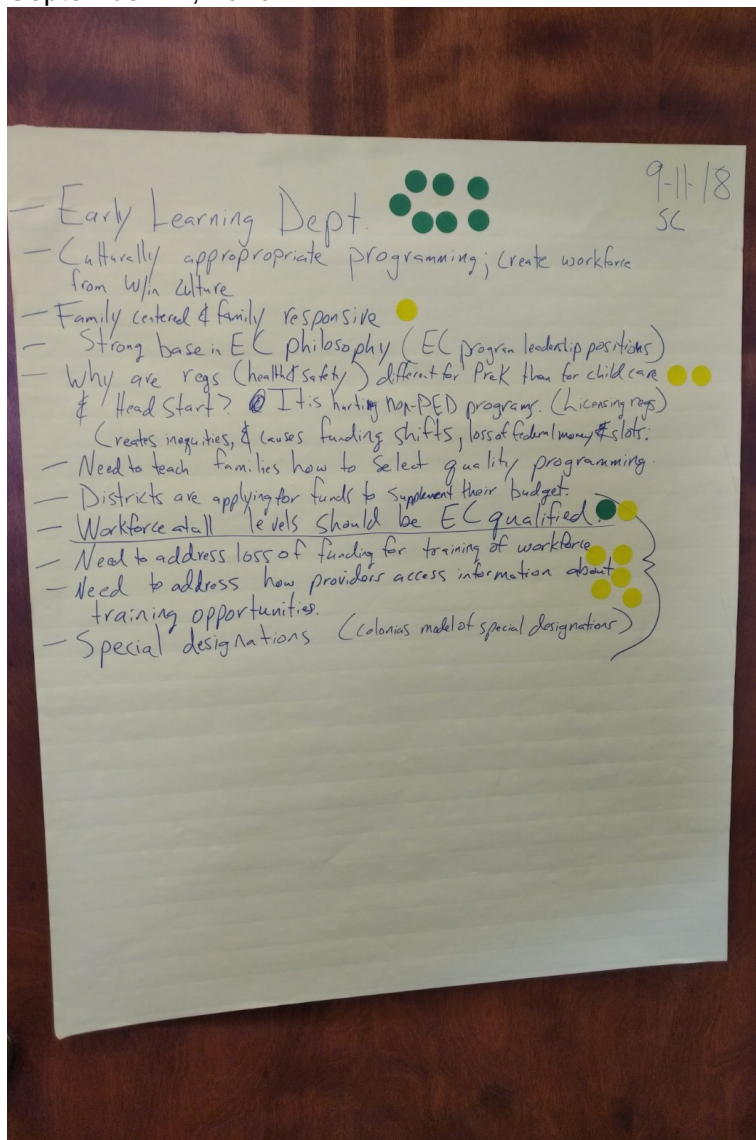 9-11-18
SC
- Early Learning Dept.
- Culturally appropropriate programming; Create workforce
from w/in culture
- Family centered & family responsive
- Strong base in EC philosophy (EC program leadership positions)
- Why are regs (health & safety) different for PreK than for child care
& Head Start? It is hurting non-PED programs. (Licensing regs)
Creates inequities, & causes funding shifts, loss of federal money & slots.
- Need to teach families how to select quality programming.
- Districts are applying for funds to supplement their budget.
- Workforce at all levels should be EC qualified.
- Need to address loss of funding for training of workforce
- Need to address how providers access information about
training opportunities.
- Special designations (colonias model of special designations)